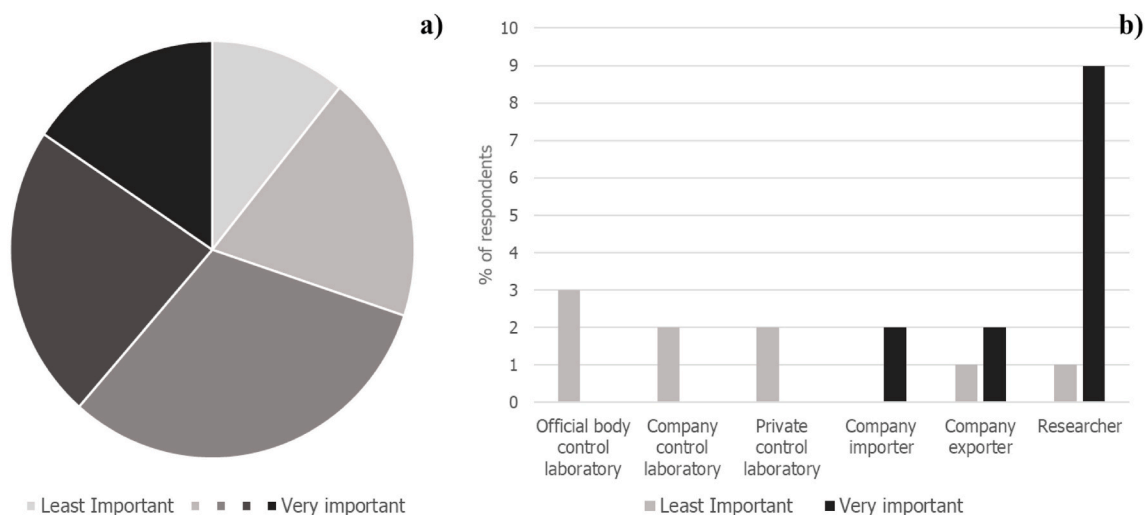 a)
Least Important Very important
b)
% of respondents
10
9
8
7
6
5
4
3
2
1
0
Official body
control
laboratory
Company
control
laboratory
Private
control
laboratory
Company
importer
Company
exporter
Researcher
Least Important Very important